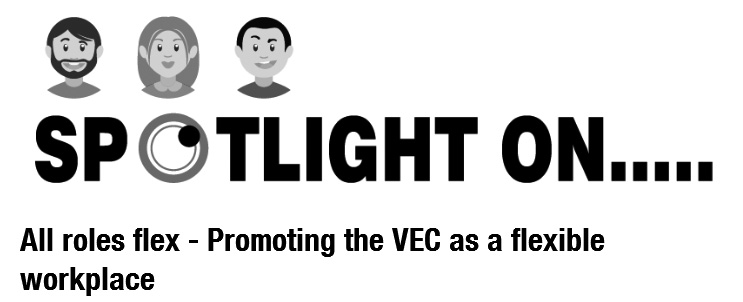 SPOTLIGHT ON.....
All roles flex - Promoting the VEC as a flexible
workplace